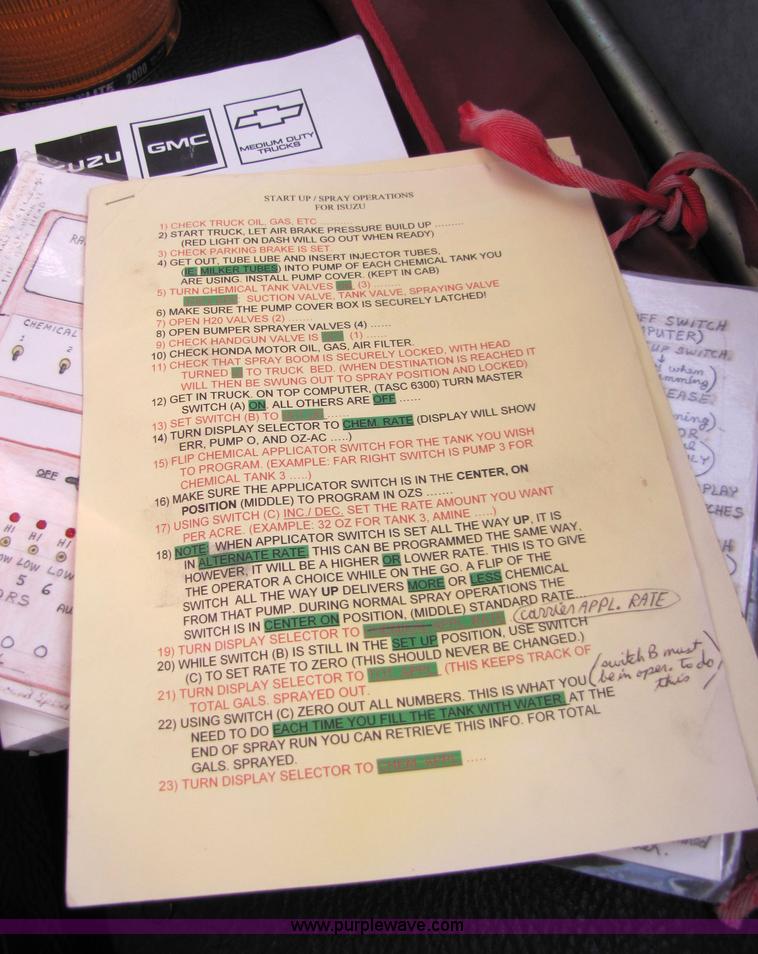 2000
ISUZU
GMC
MEDIUM DUTY
TRUCKS
START UP / SPRAY OPERATIONS
FOR ISUZU
1) CHECK TRUCK OIL, GAS, ETC
2) START TRUCK, LET AIR BRAKE PRESSURE BUILD UP .........
(RED LIGHT ON DASH WILL GO OUT WHEN READY)
3) CHECK PARKING BRAKE IS SET.
4) GET OUT, TUBE LUBE AND INSERT INJECTOR TUBES,
(IE. MILKER TUBES) INTO PUMP OF EACH CHEMICAL TANK YOU
ARE USING. INSTALL PUMP COVER. (KEPT IN CAB)
5) TURN CHEMICAL TANK VALVES (3)
SUCTION VALVE, TANK VALVE, SPRAYING VALVE
6) MAKE SURE THE PUMP COVER BOX IS SECURELY LATCHED!
7) OPEN H20 VALVES (2)
8) OPEN BUMPER SPRAYER VALVES (4) ......
9) CHECK HANDGUN VALVE IS (1)
10) CHECK HONDA MOTOR OIL, GAS, AIR FILTER.
11) CHECK THAT SPRAY BOOM IS SECURELY LOCKED, WITH HEAD
TURNED TO TRUCK BED. (WHEN DESTINATION IS REACHED IT
WILL THEN BE SWUNG OUT TO SPRAY POSITION AND LOCKED)
12) GET IN TRUCK. ON TOP COMPUTER, (TASC 6300) TURN MASTER
SWITCH (A) ON. ALL OTHERS ARE OFF ......
13) SET SWITCH (B) TO
TURN DISPLAY SELECTOR TO CHEM. RATE (DISPLAY WILL SHOW
14) ERR, PUMP O, AND OZ-AC .....)
15) FLIP CHEMICAL APPLICATOR SWITCH FOR THE TANK YOU WISH
TO PROGRAM. (EXAMPLE: FAR RIGHT SWITCH IS PUMP 3 FOR
CHEMICAL TANK 3 .....)
16) MAKE SURE THE APPLICATOR SWITCH IS IN THE CENTER, ON
POSITION (MIDDLE) TO PROGRAM IN OZS .......
17) USING SWITCH (C) INC./ DEC. SET THE RATE AMOUNT YOU WANT
PER ACRE. (EXAMPLE: 32 OZ FOR TANK 3, AMINE .....)
18) NOTE: WHEN APPLICATOR SWITCH IS SET ALL THE WAY UP, IT IS
IN ALTERNATE RATE. THIS CAN BE PROGRAMMED THE SAME WAY,
HOWEVER, IT WILL BE A HIGHER OR LOWER RATE. THIS IS TO GIVE
THE OPERATOR A CHOICE WHILE ON THE GO. A FLIP OF THE
SWITCH ALL THE WAY UP DELIVERS MORE OR LESS CHEMICAL
FROM THAT PUMP. DURING NORMAL SPRAY OPERATIONS THE
SWITCH IS IN CENTER ON POSITION, (MIDDLE) STANDARD RATE...
19) TURN DISPLAY SELECTOR TO carrier APPL. RATE
20) WHILE SWITCH (B) IS STILL IN THE SET UP POSITION, USE SWITCH
(C) TO SET RATE TO ZERO (THIS SHOULD NEVER BE CHANGED.)
21) TURN DISPLAY SELECTOR TO (THIS KEEPS TRACK OF
TOTAL GALS. SPRAYED OUT.
(switch B must
be in oper. to do
this)
22) USING SWITCH (C) ZERO OUT ALL NUMBERS. THIS IS WHAT YOU
NEED TO DO EACH TIME YOU FILL THE TANK WITH WATER. AT THE
END OF SPRAY RUN YOU CAN RETRIEVE THIS INFO. FOR TOTAL
GALS. SPRAYED.
23) TURN DISPLAY SELECTOR TO .....
CHEMICAL
1 2
OFF
HI HI HI
LOW LOW LOW
5 6
0 0
OFF SWITCH
when
www.purplewave.com